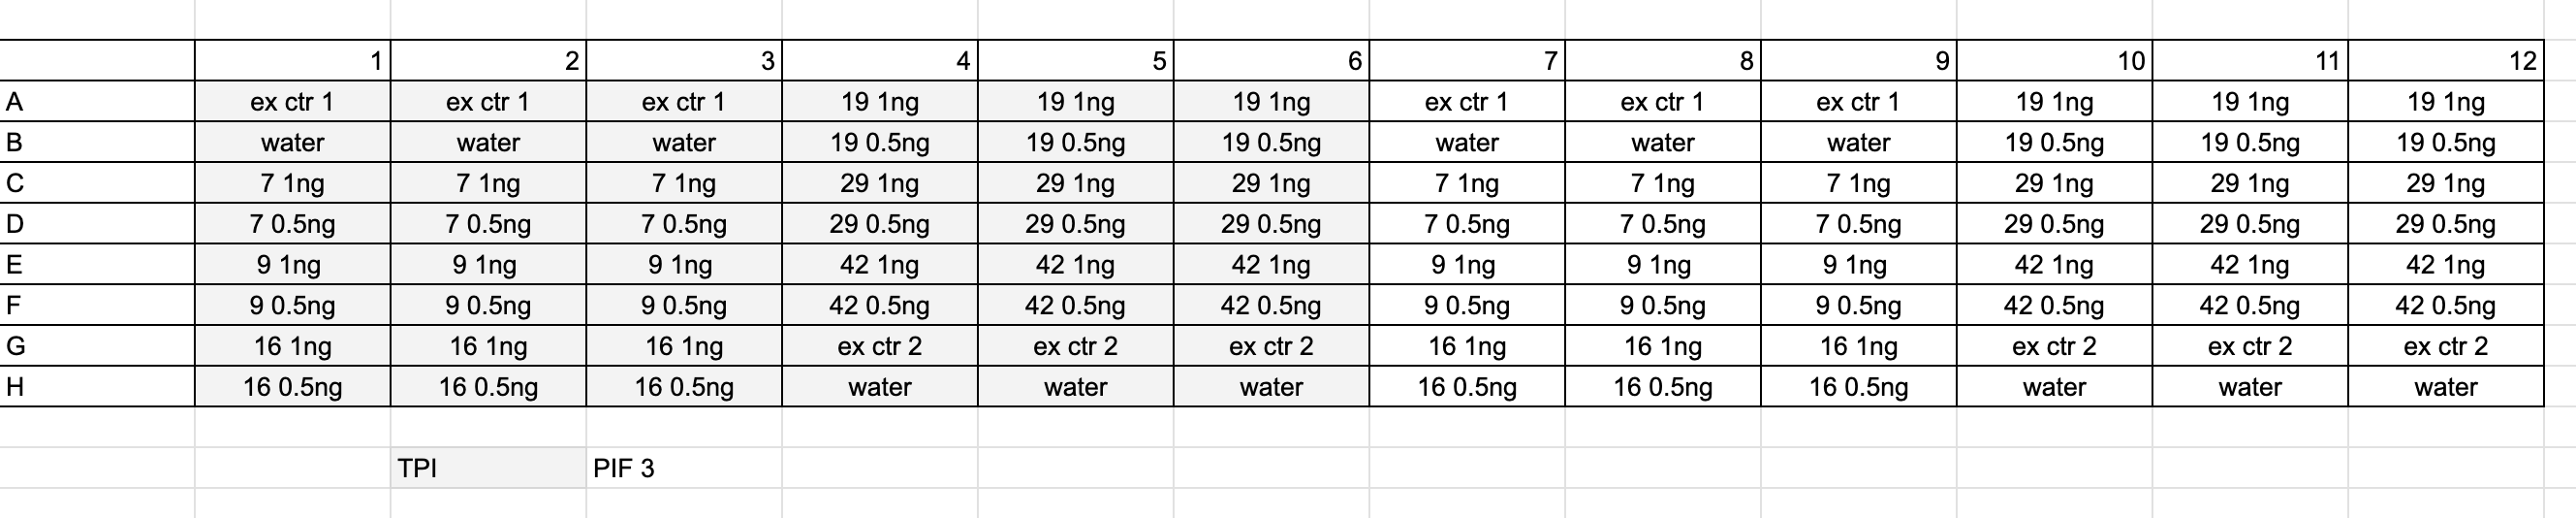 1 2 3 4 5 6 7 8 9 10 11 12
A ex ctr 1 ex ctr 1 ex ctr 1 19 1ng 19 1ng 19 1ng ex ctr 1 ex ctr 1 ex ctr 1 19 1ng 19 1ng 19 1ng
B water water water 19 0.5ng 19 0.5ng 19 0.5ng water water water 19 0.5ng 19 0.5ng 19 0.5ng
C 7 1ng 7 1ng 7 1ng 29 1ng 29 1ng 29 1ng 7 1ng 7 1ng 7 1ng 29 1ng 29 1ng 29 1ng
D 7 0.5ng 7 0.5ng 7 0.5ng 29 0.5ng 29 0.5ng 29 0.5ng 7 0.5ng 7 0.5ng 7 0.5ng 29 0.5ng 29 0.5ng 29 0.5ng
E 9 1ng 9 1ng 9 1ng 42 1ng 42 1ng 42 1ng 9 1ng 9 1ng 9 1ng 42 1ng 42 1ng 42 1ng
F 9 0.5ng 9 0.5ng 9 0.5ng 42 0.5ng 42 0.5ng 42 0.5ng 9 0.5ng 9 0.5ng 9 0.5ng 42 0.5ng 42 0.5ng 42 0.5ng
G 16 1ng 16 1ng 16 1ng ex ctr 2 ex ctr 2 ex ctr 2 16 1ng 16 1ng 16 1ng ex ctr 2 ex ctr 2 ex ctr 2
H 16 0.5ng 16 0.5ng 16 0.5ng water water water 16 0.5ng 16 0.5ng 16 0.5ng water water water
TPI PIF 3